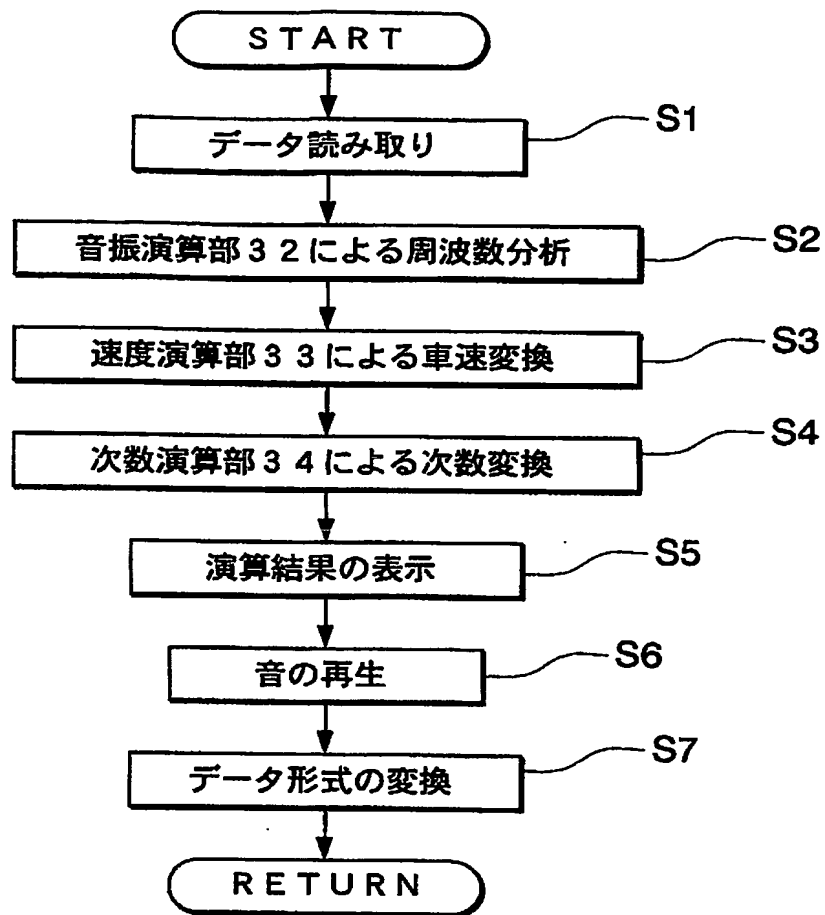 START
データ読み取り
S1
音振演算部32による周波数分析
S2
速度演算部33による車速変換
S3
次数演算部34による次数変換
S4
演算結果の表示
S5
音の再生
S6
データ形式の変換
S7
RETURN